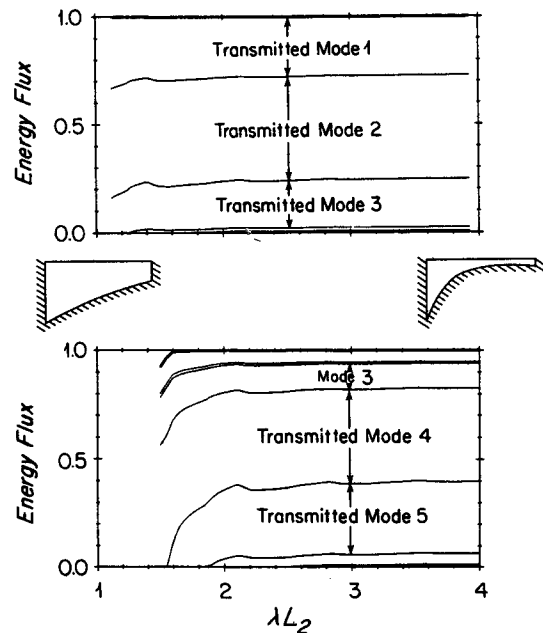 1.0
Transmitted Mode 1
Energy Flux
0.5
Transmitted Mode 2
Transmitted Mode 3
0.0
1.0
Mode 3
Energy Flux
Transmitted Mode 4
0.5
Transmitted Mode 5
0.0
1 2 3 4
λL2